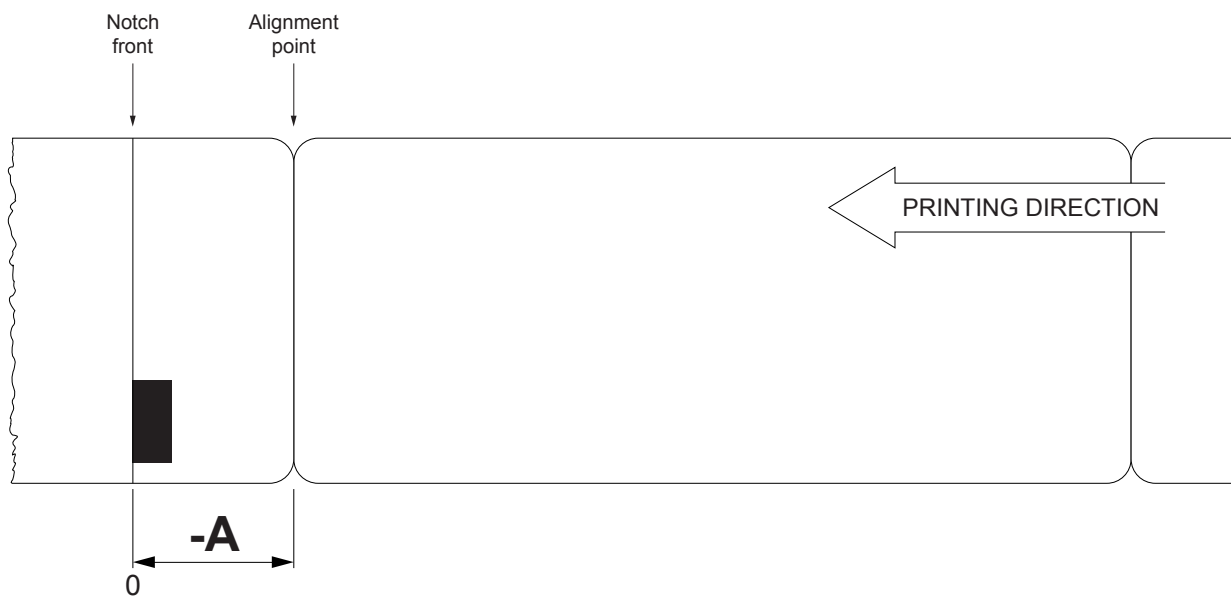 Notch
front
Alignment
point
PRINTING DIRECTION
-A
0